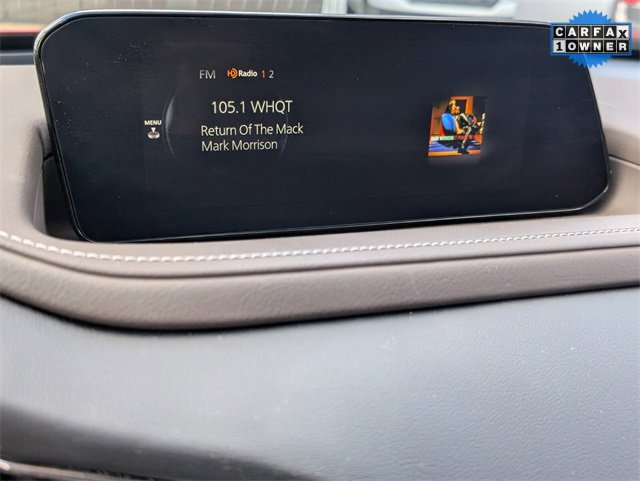 CARFAX
1 OWNER
FM HD Radio 1 2
105.1 WHQT
MENU
Return Of The Mack
Mark Morrison